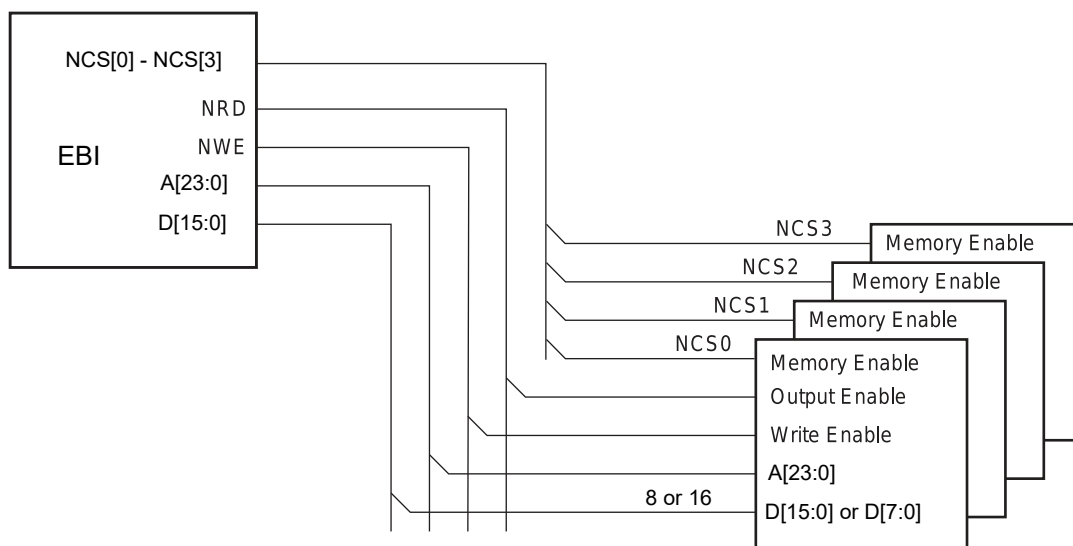 NCS[0] - NCS[3]
NRD
NWE
EBI
A[23:0]
D[15:0]
NCS3
Memory Enable
NCS2
Memory Enable
NCS1
Memory Enable
NCS0
Memory Enable
Output Enable
Write Enable
A[23:0]
8 or 16
D[15:0] or D[7:0]